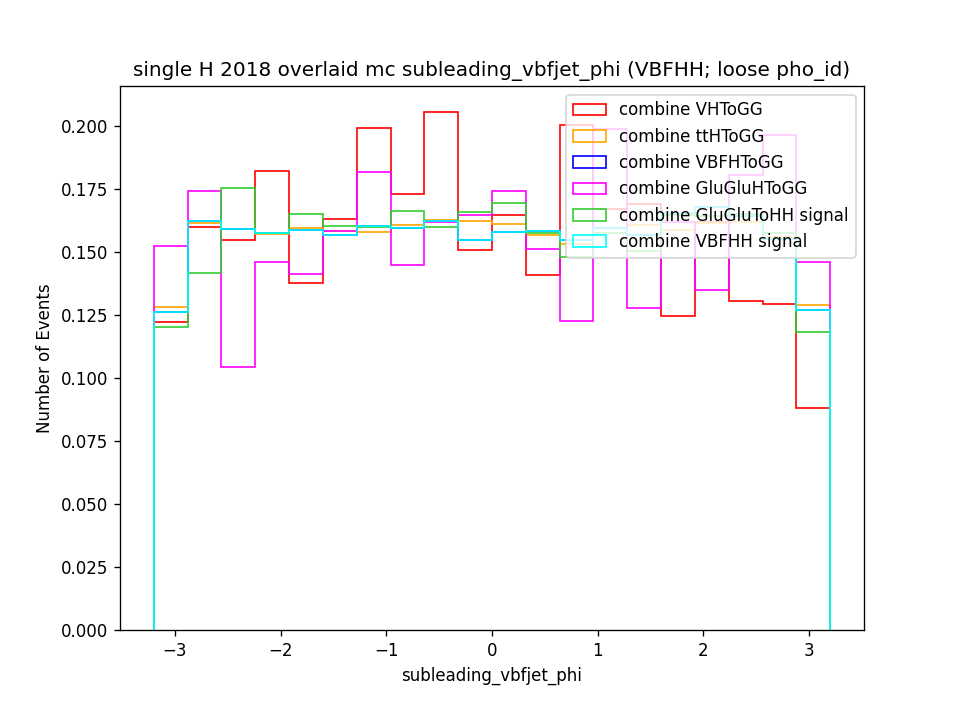 single H 2018 overlaid mc subleading_vbfjet_phi (VBFHH; loose pho_id)
combine VHToGG
combine ttHToGG
combine VBFHToGG
combine GluGluHToGG
combine GluGluToHH signal
combine VBFHH signal
Number of Events
0.200
0.175
0.150
0.125
0.100
0.075
0.050
0.025
0.000
−3 −2 −1 0 1 2 3
subleading_vbfjet_phi